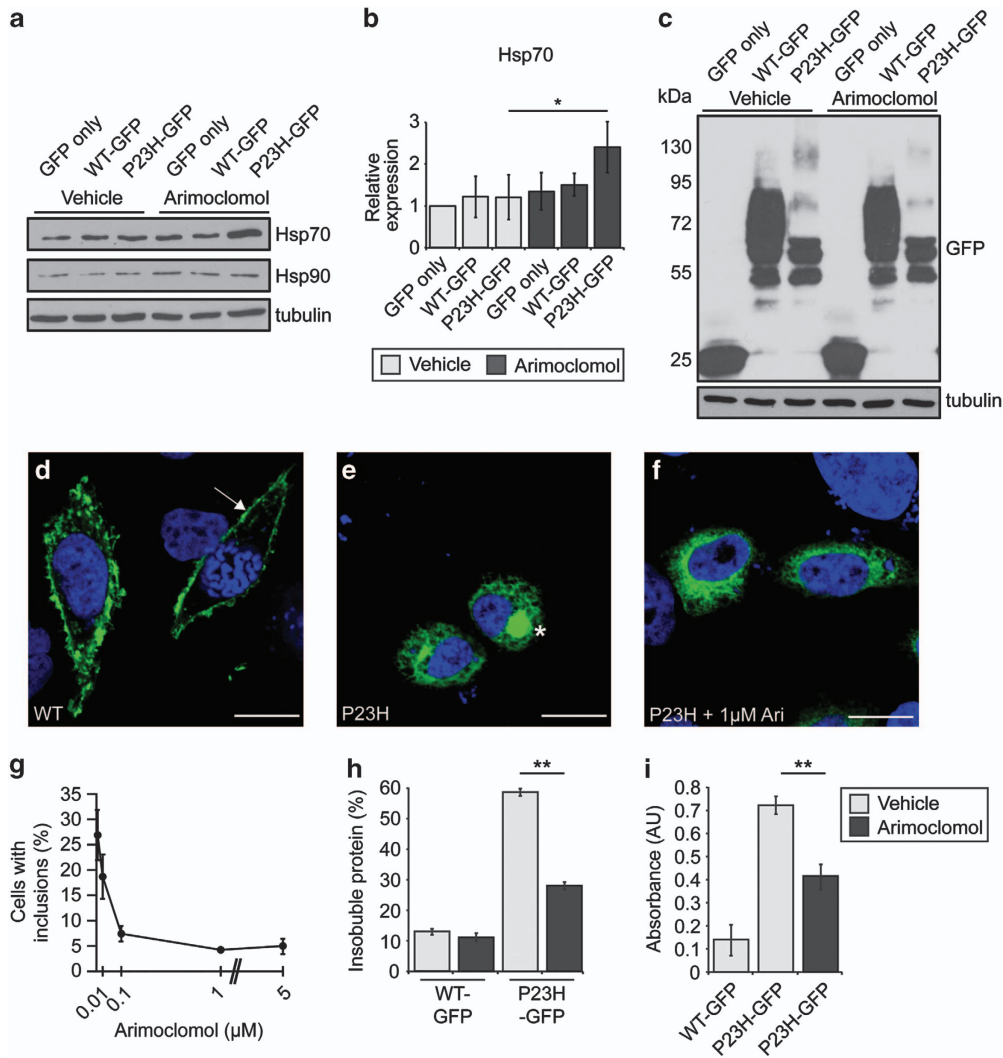 a
GFP only
WT-GFP
P23H-GFP
GFP only
WT-GFP
P23H-GFP
Vehicle
Arimoclomol
Hsp70
Hsp90
tubulin
b
Hsp70
*
Relative
expression
3
2
1
0
GFP only
WT-GFP
P23H-GFP
GFP only
WT-GFP
P23H-GFP
Vehicle
Arimoclomol
c
GFP only
WT-GFP
P23H-GFP
GFP only
WT-GFP
P23H-GFP
kDa
Vehicle
Arimoclomol
130
95
72
55
25
GFP
tubulin
d
WT
e
*
P23H
f
P23H + 1µM Ari
g
Cells with
inclusions (%)
35
30
25
20
15
10
5
0
0.01
0.1
1
5
Arimoclomol (µM)
h
**
Insobuble protein (%)
60
50
40
30
20
10
0
WT-
GFP
P23H
-GFP
i
**
Absorbance (AU)
0.8
0.7
0.6
0.5
0.4
0.3
0.2
0.1
0
WT-GFP
P23H-GFP
P23H-GFP
Vehicle
Arimoclomol